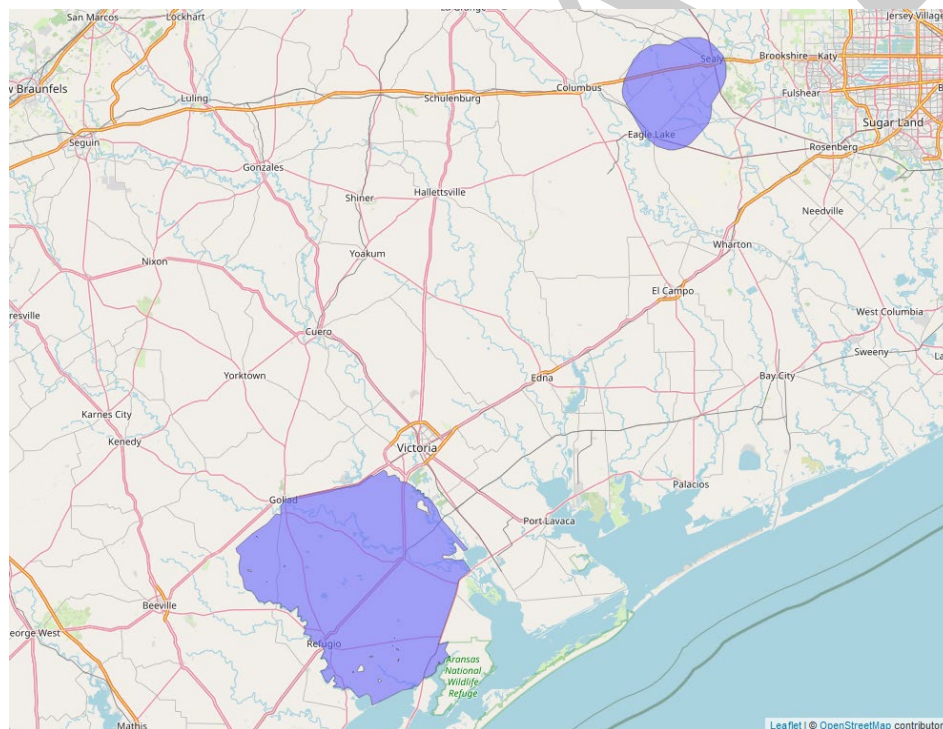 San Marcos
Lockhart
Jersey Village
Sealy
Brookshire
Katy
w Braunfels
Luling
Schulenburg
Columbus
Fulshear
Sugar Land
Seguin
Eagle Lake
Rosenberg
Gonzales
Shiner
Hallettsville
Needville
Yoakum
Wharton
Nixon
El Campo
resville
West Columbia
Cuero
Sweeny
La
Yorktown
Edna
Bay City
Karnes City
Kenedy
Victoria
Palacios
Goliad
Port Lavaca
Beeville
eorge West
Refugio
Aransas
National
Wildlife
Refuge
Mathis
Leaflet | © OpenStreetMap contributor